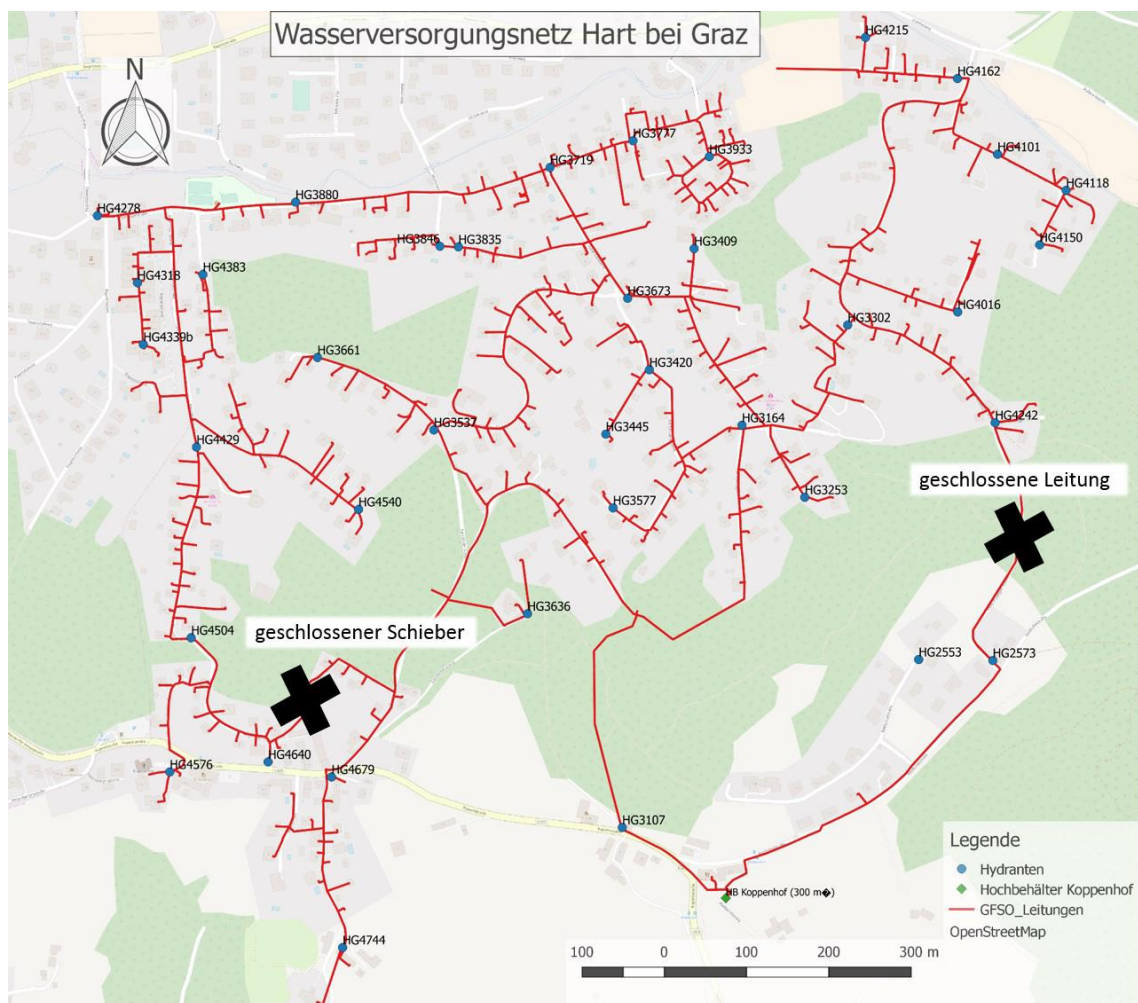 Wasserversorgungsnetz Hart bei Graz
N
HG4215
HG4162
HG3777
HG3933
HG4101
HG3719
HG4118
HG3880
HG4278
HG3846
HG3835
HG3409
HG4150
HG4318
HG4383
HG3673
HG4016
HG3302
HG4339b
HG3661
HG3420
HG4242
HG3164
HG3537
HG3445
HG4429
geschlossene Leitung
HG3253
HG3577
HG4540
HG3636
geschlossener Schieber
HG4504
HG2553
HG2573
HG4640
HG4576
HG4679
HG3107
Legende
Hydranten
Hochbehälter Koppenhof
GFSO_Leitungen
OpenStreetMap
HB Koppenhof (300 m�)
HG4744
100 0 100 200 300 m